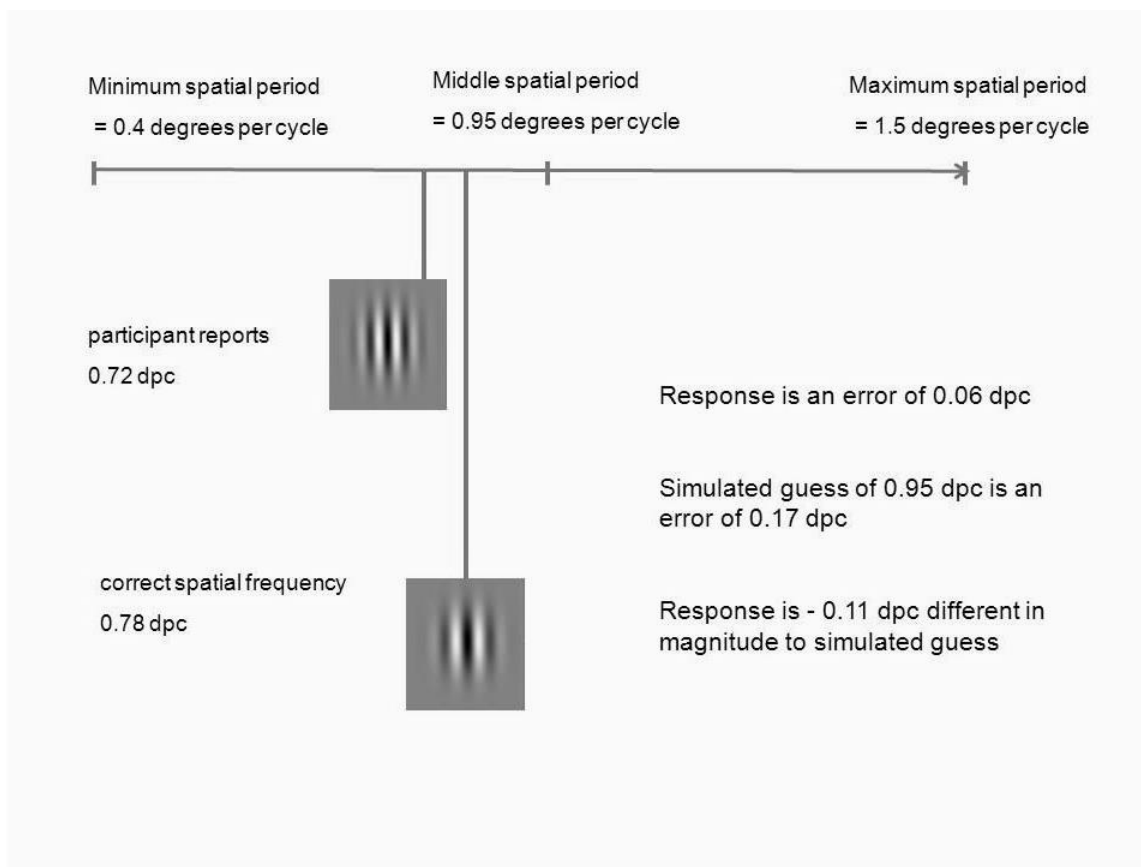 Minimum spatial period
= 0.4 degrees per cycle
Middle spatial period
= 0.95 degrees per cycle
Maximum spatial period
= 1.5 degrees per cycle
participant reports
0.72 dpc
Response is an error of 0.06 dpc
Simulated guess of 0.95 dpc is an
error of 0.17 dpc
correct spatial frequency
0.78 dpc
Response is - 0.11 dpc different in
magnitude to simulated guess